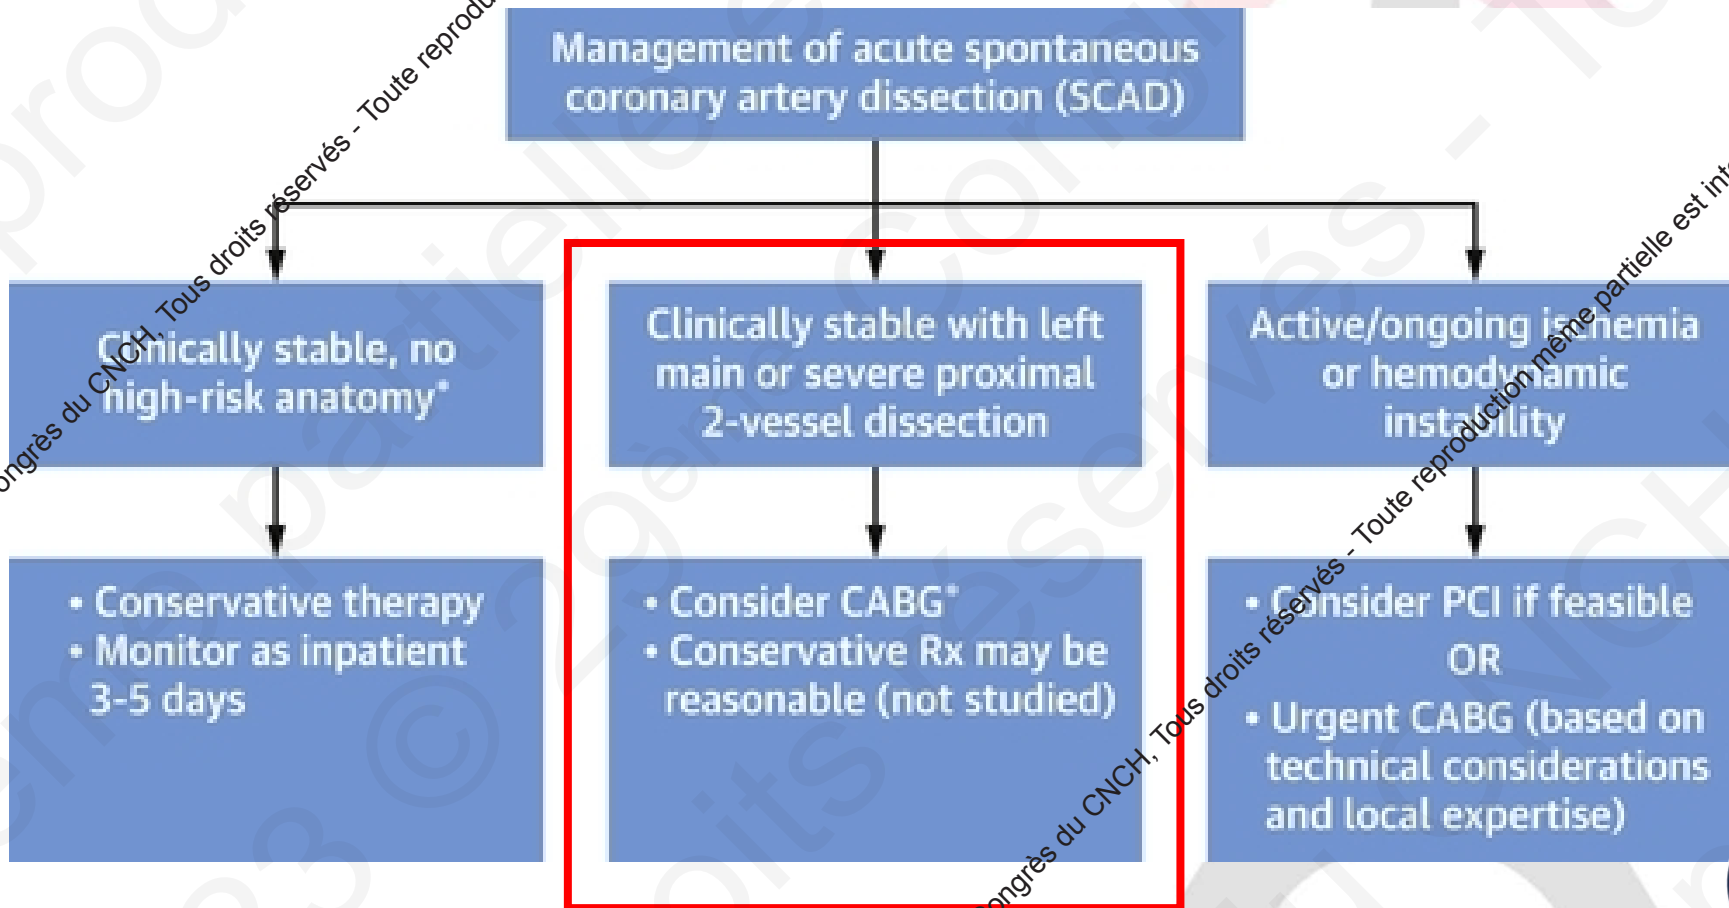 Management of acute spontaneous
coronary artery dissection (SCAD)
Clinically stable, no
high-risk anatomy*
Clinically stable with left
main or severe proximal
2-vessel dissection
Active/ongoing ischemia
or hemodynamic
instability
• Conservative therapy
• Monitor as inpatient
3-5 days
• Consider CABG*
• Conservative Rx may be
reasonable (not studied)
• Consider PCI if feasible
OR
• Urgent CABG (based on
technical considerations
and local expertise)
Congrès du CNCH, Tous droits réservés - Toute
Congrès du CNCH, Tous droits réservés - Toute reproduction même partielle est